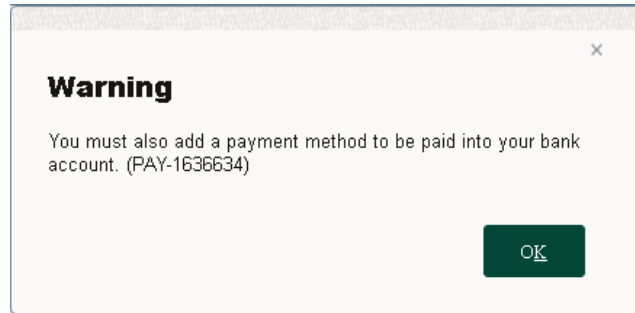 ×
Warning
You must also add a payment method to be paid into your bank
account. (PAY-1636634)
OK